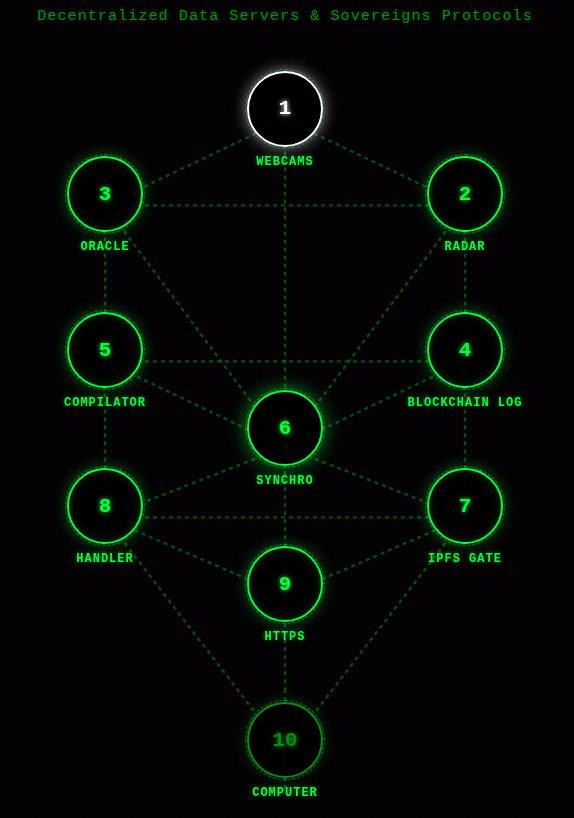 Decentralized Data Servers & Sovereigns Protocols
1
WEBCAMS
3
ORACLE
2
RADAR
5
COMPILATOR
4
BLOCKCHAIN LOG
6
SYNCHRO
8
HANDLER
7
IPFS GATE
9
HTTPS
10
COMPUTER